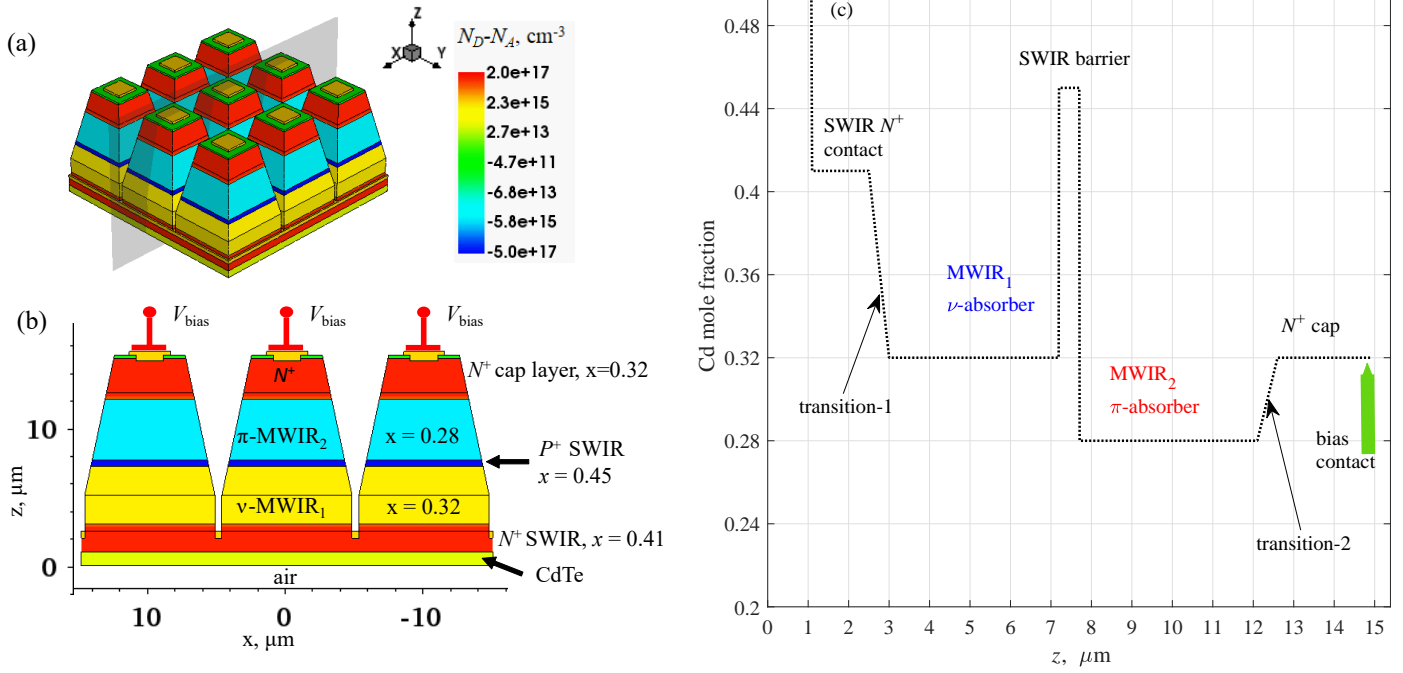 (a)
Z
X
Y
N_D-N_A, cm^-3
2.0e+17
2.3e+15
2.7e+13
-4.7e+11
-6.8e+13
-5.8e+15
-5.0e+17
(b)
V_bias
V_bias
V_bias
N^+
N^+ cap layer, x=0.32
π-MWIR_2
x = 0.28
P^+ SWIR
x = 0.45
ν-MWIR_1
x = 0.32
N^+ SWIR, x = 0.41
CdTe
air
10
0
z, μm
10
0
-10
x, μm
(c)
0.48
0.44
0.4
0.36
0.32
0.28
0.24
0.2
Cd mole fraction
SWIR barrier
SWIR N^+
contact
MWIR_1
ν-absorber
N^+ cap
transition-1
MWIR_2
π-absorber
bias
contact
transition-2
0 1 2 3 4 5 6 7 8 9 10 11 12 13 14 15
z, μm